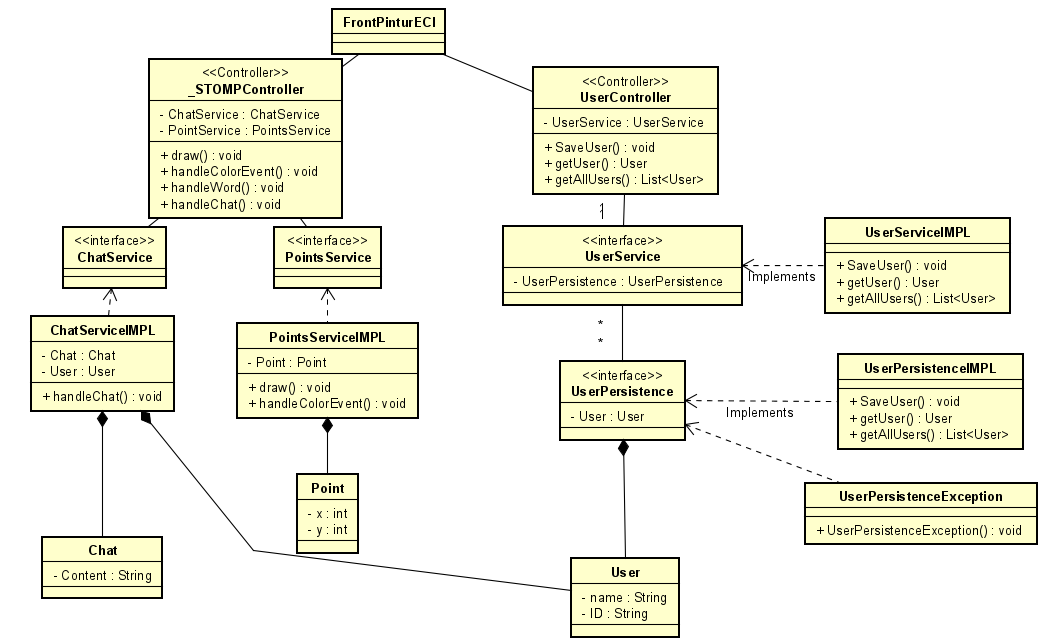 FrontPinturECI
<<Controller>>
_STOMPController
- ChatService : ChatService
- PointService : PointsService
+ draw() : void
+ handleColorEvent() : void
+ handleWord() : void
+ handleChat() : void
<<Controller>>
UserController
- UserService : UserService
+ SaveUser() : void
+ getUser() : User
+ getAllUsers() : List<User>
1
<<interface>>
ChatService
<<interface>>
PointsService
<<interface>>
UserService
- UserPersistence : UserPersistence
UserServiceIMPL
+ SaveUser() : void
+ getUser() : User
+ getAllUsers() : List<User>
Implements
ChatServiceIMPL
- Chat : Chat
- User : User
+ handleChat() : void
PointsServiceIMPL
- Point : Point
+ draw() : void
+ handleColorEvent() : void
*
*
<<interface>>
UserPersistence
- User : User
UserPersistenceIMPL
+ SaveUser() : void
+ getUser() : User
+ getAllUsers() : List<User>
Implements
UserPersistenceException
+ UserPersistenceException() : void
Point
- x : int
- y : int
Chat
- Content : String
User
- name : String
- ID : String